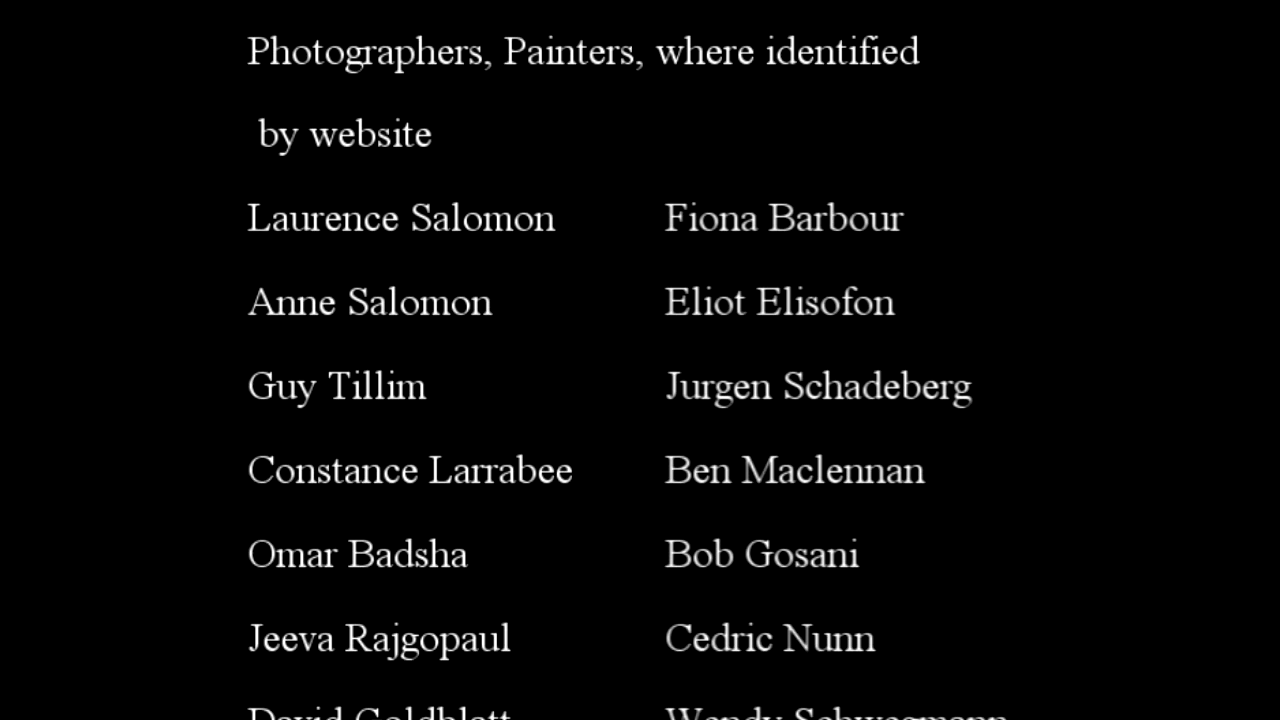 Photographers, Painters, where identified
by website
Laurence Salomon Fiona Barbour
Anne Salomon Eliot Elisofon
Guy Tillim Jurgen Schadeberg
Constance Larrabee Ben Maclennan
Omar Badsha Bob Gosani
Jeeva Rajgopaul Cedric Nunn
David Goldblatt Wendy Schwegmann